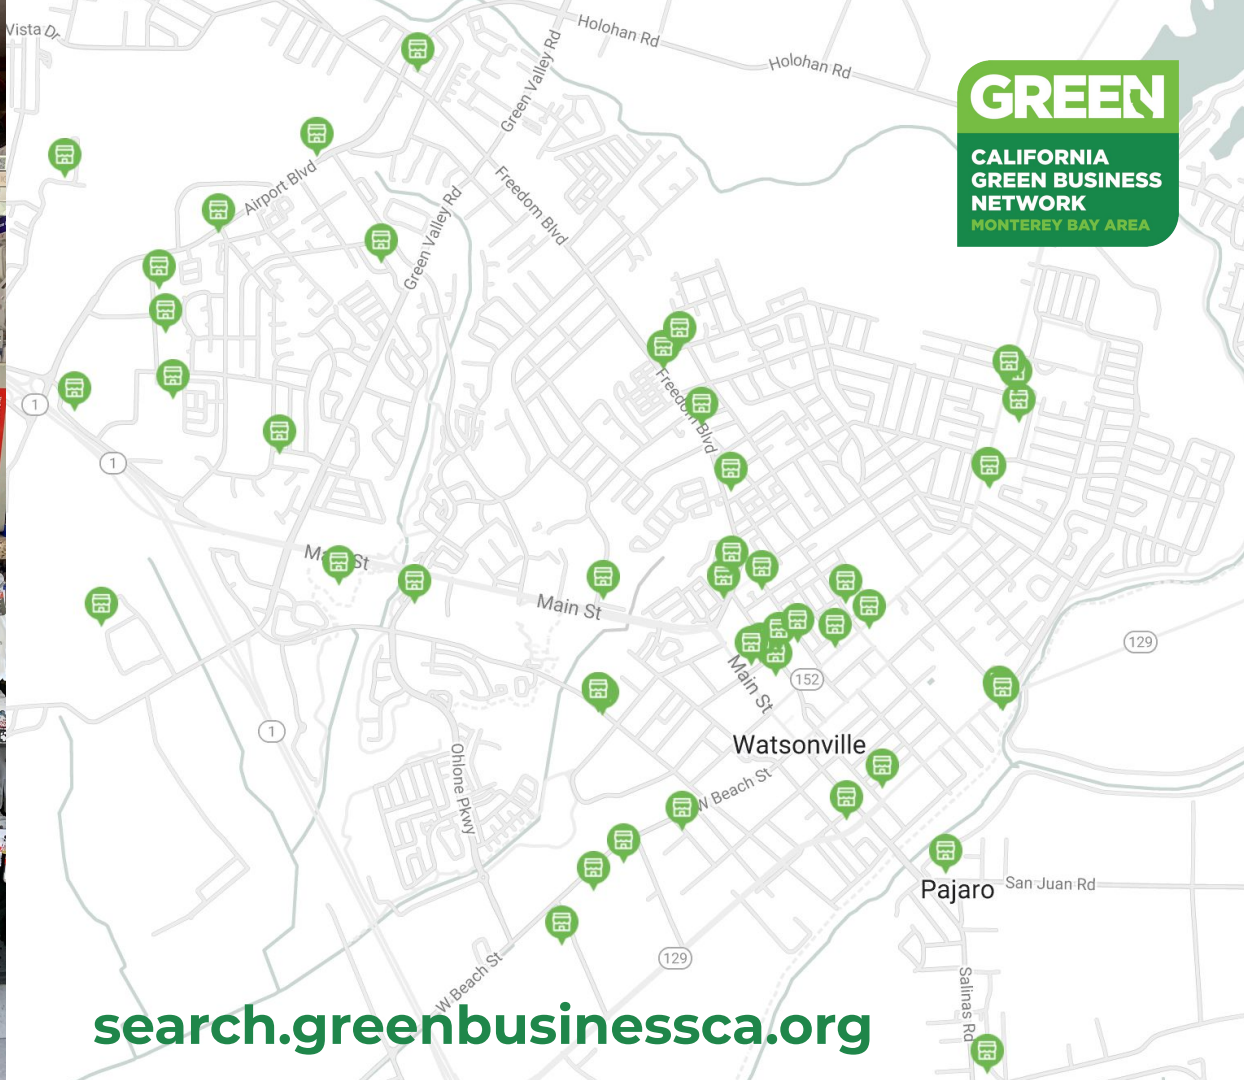 Vista Dr
Holohan Rd
Holohan Rd
Green Valley Rd
GREEN
CALIFORNIA
GREEN BUSINESS
NETWORK
MONTEREY BAY AREA
Airport Blvd
Freedom Blvd
Green Valley Rd
Freedom Blvd
1
1
Main St
Main St
129
Main St
152
1
Watsonville
Ohlone Pkwy
W Beach St
Pajaro
San Juan Rd
129
W Beach St
Salinas Rd
search.greenbusinessca.org